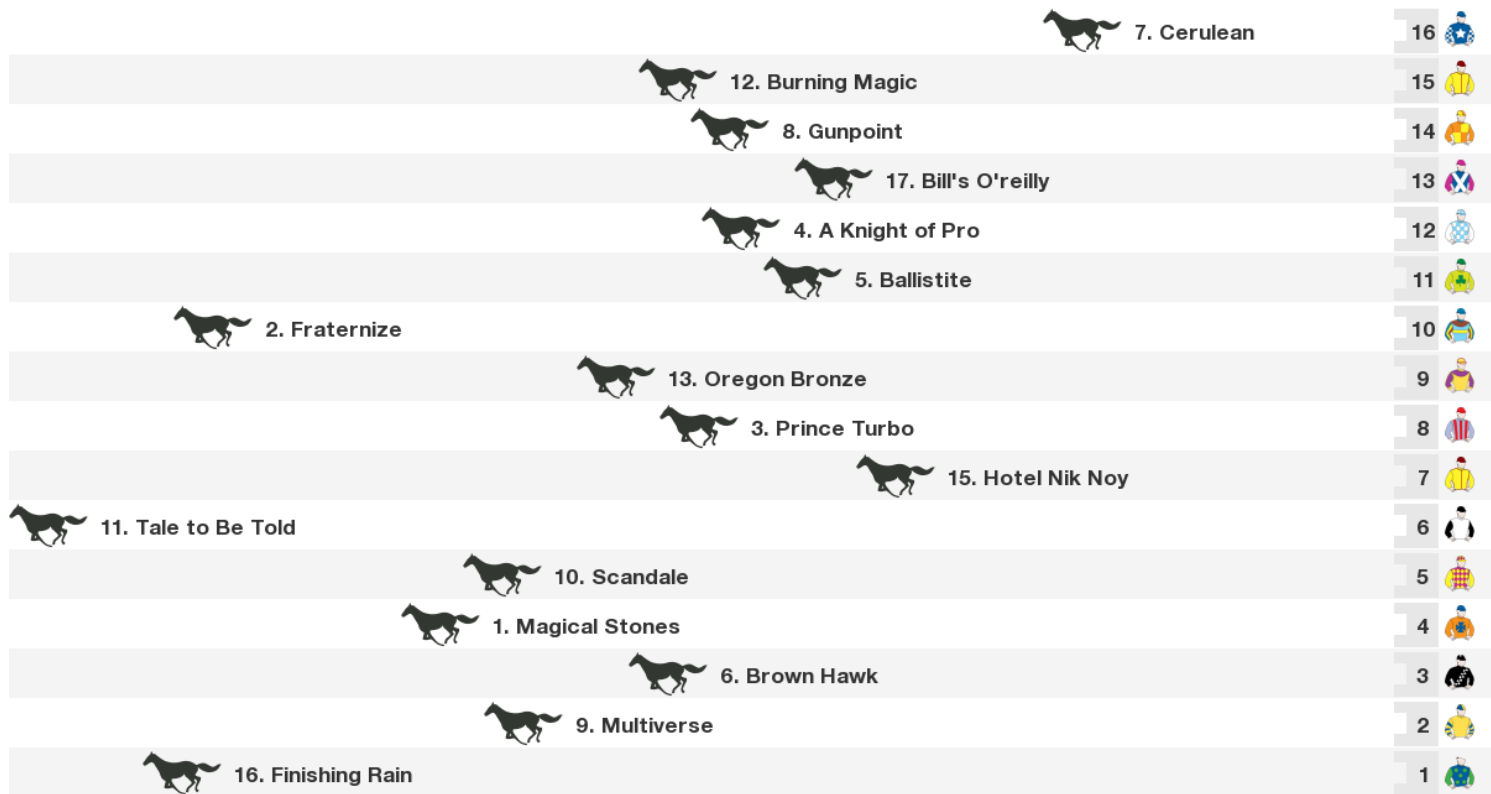 7. Cerulean 16
12. Burning Magic 15
8. Gunpoint 14
17. Bill's O'reilly 13
4. A Knight of Pro 12
5. Ballistite 11
2. Fraternize 10
13. Oregon Bronze 9
3. Prince Turbo 8
15. Hotel Nik Noy 7
11. Tale to Be Told 6
10. Scandale 5
1. Magical Stones 4
6. Brown Hawk 3
9. Multiverse 2
16. Finishing Rain 1